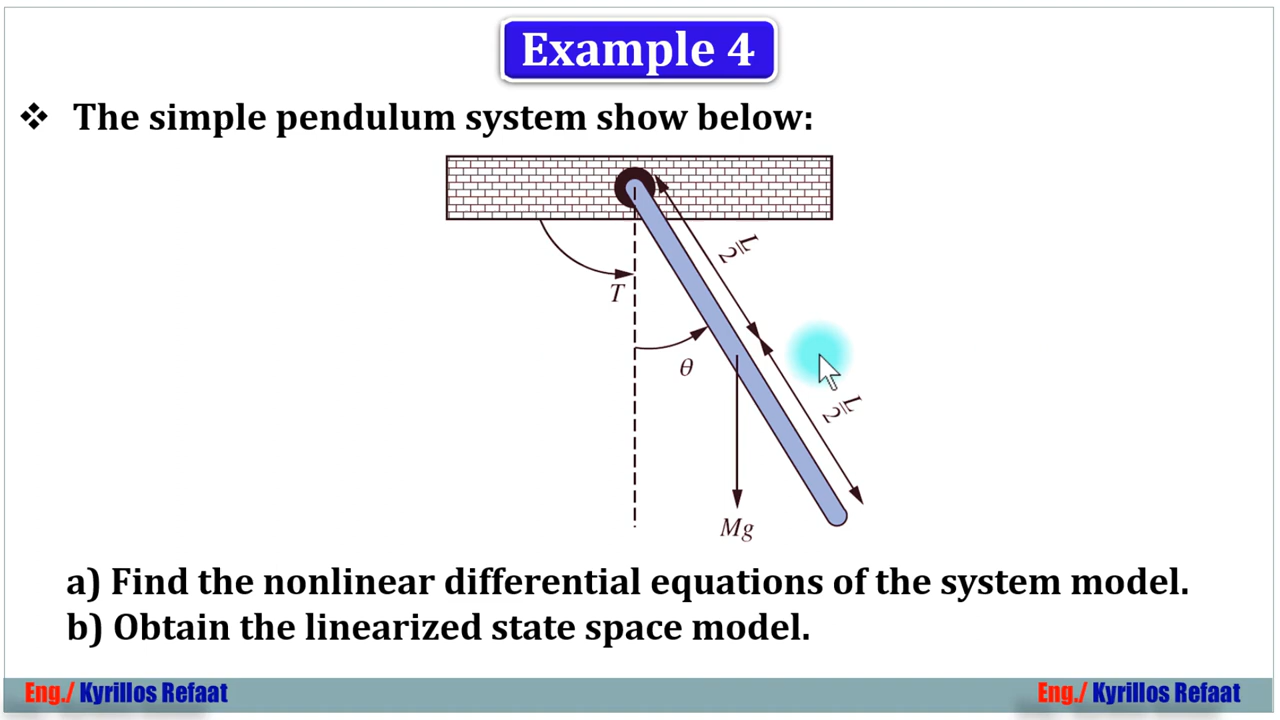 Example 4
❖ The simple pendulum system show below:
L/2
T
θ
L/2
Mg
a) Find the nonlinear differential equations of the system model.
b) Obtain the linearized state space model.
Eng./ Kyrillos Refaat
Eng./ Kyrillos Refaat